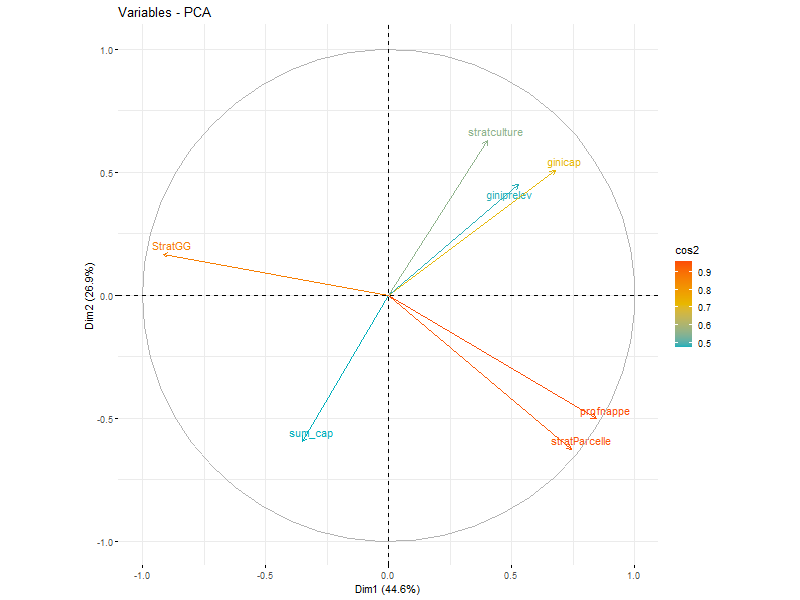 Variables - PCA
1.0
0.5
0.0
-0.5
-1.0
Dim2 (26.9%)
stratculture
ginicap
giniprelev
StratGG
sum_cap
profnappe
stratParcelle
-1.0
-0.5
0.0
0.5
1.0
Dim1 (44.6%)
cos2
0.9
0.8
0.7
0.6
0.5